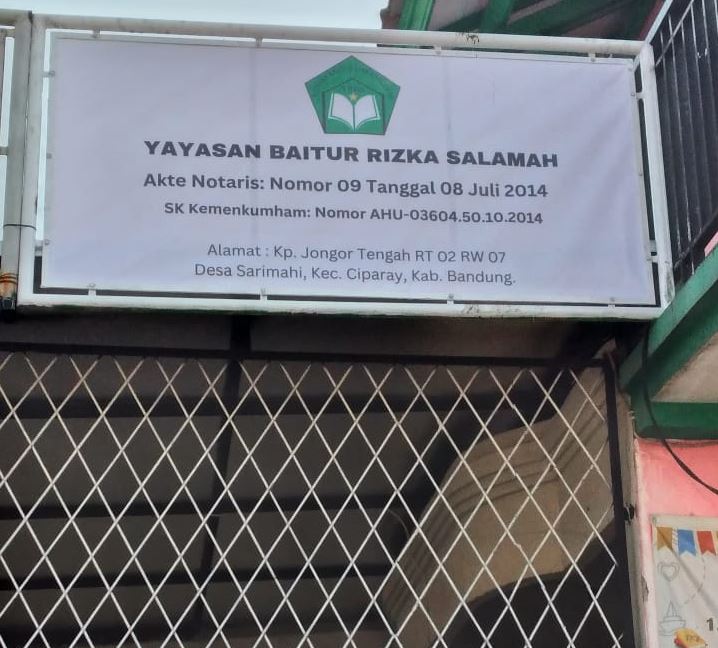 YAYASAN BAITUR RIZKA SALAMAH
Akte Notaris: Nomor 09 Tanggal 08 Juli 2014
SK Kemenkumham: Nomor AHU-03604.50.10.2014
Alamat : Kp. Jongor Tengah RT 02 RW 07
Desa Sarimahi, Kec. Ciparay, Kab. Bandung.